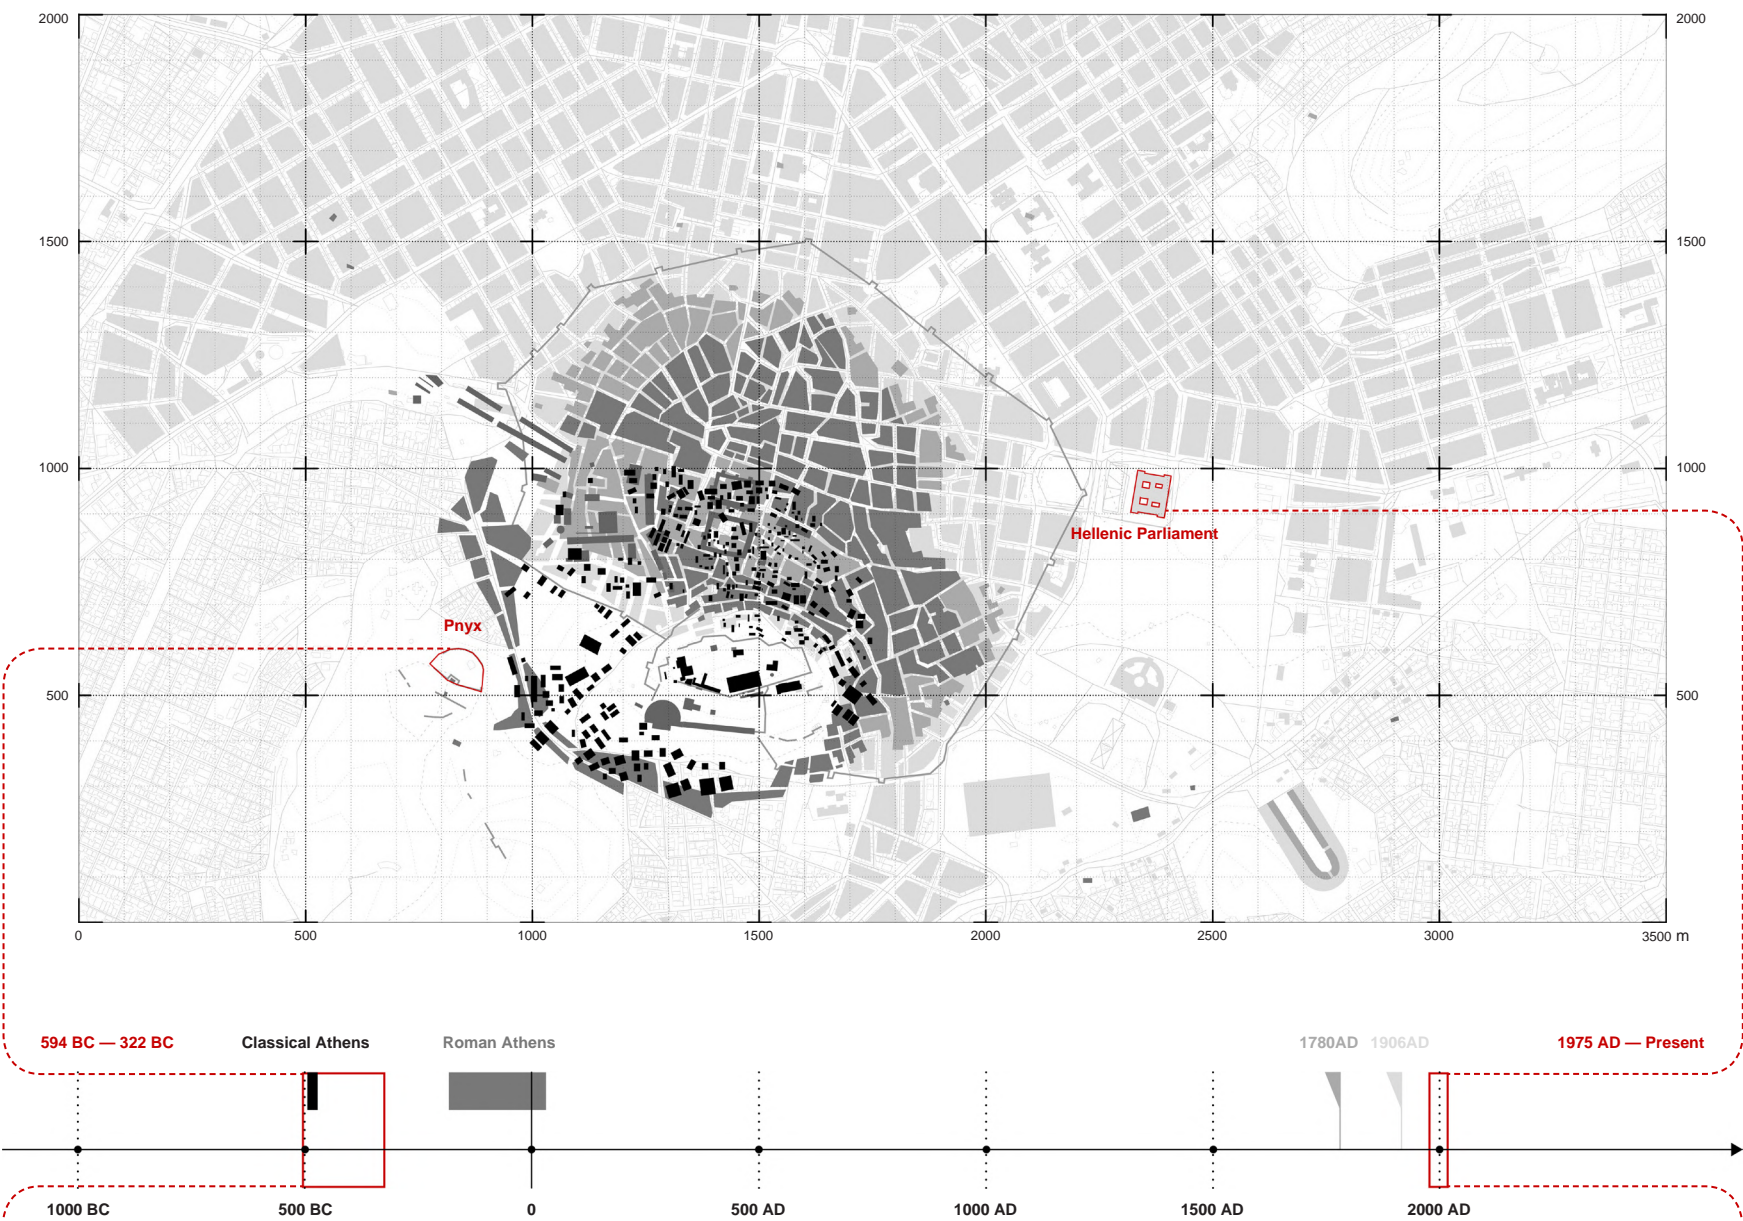 2000
2000
1500
1500
1000
1000
Hellenic Parliament
Pnyx
500
500
0
500
1000
1500
2000
2500
3000
3500 m
594 BC — 322 BC
Classical Athens
Roman Athens
1780AD
1906AD
1975 AD — Present
1000 BC
500 BC
0
500 AD
1000 AD
1500 AD
2000 AD